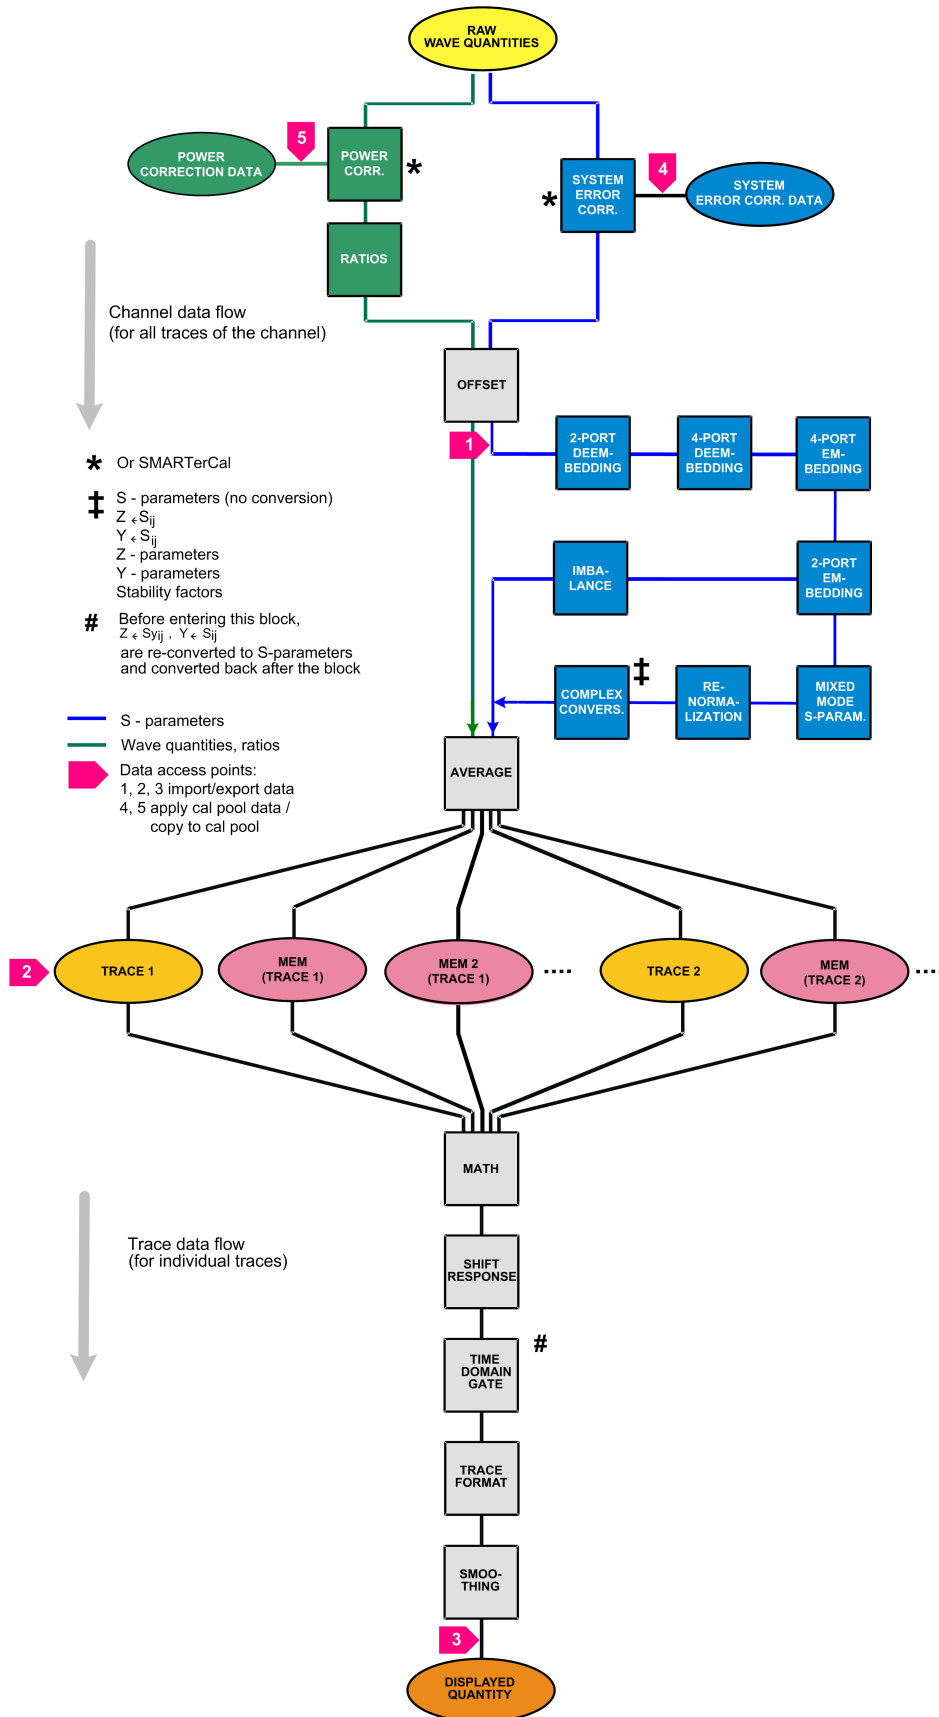 RAW
WAVE QUANTITIES
5
POWER
CORRECTION DATA
POWER
CORR.
*
4
SYSTEM
ERROR
CORR.
*
SYSTEM
ERROR CORR. DATA
RATIOS
Channel data flow
(for all traces of the channel)
OFFSET
1
2-PORT
DEEM-
BEDDING
4-PORT
DEEM-
BEDDING
4-PORT
EM-
BEDDING
* Or SMARTerCal
‡ S - parameters (no conversion)
Z ← Sij
Y ← Sij
Z - parameters
Y - parameters
Stability factors
IMBA-
LANCE
2-PORT
EM-
BEDDING
# Before entering this block,
Z ← Syij , Y ← Sij
are re-converted to S-parameters
and converted back after the block
‡
COMPLEX
CONVERS.
RE-
NORMA-
LIZATION
MIXED
MODE
S-PARAM.
S - parameters
Wave quantities, ratios
Data access points:
1, 2, 3 import/export data
4, 5 apply cal pool data /
copy to cal pool
AVERAGE
2
TRACE 1
MEM
(TRACE 1)
MEM 2
(TRACE 1)
....
TRACE 2
MEM
(TRACE 2)
....
MATH
Trace data flow
(for individual traces)
SHIFT
RESPONSE
TIME
DOMAIN
GATE
#
TRACE
FORMAT
SMOO-
THING
3
DISPLAYED
QUANTITY